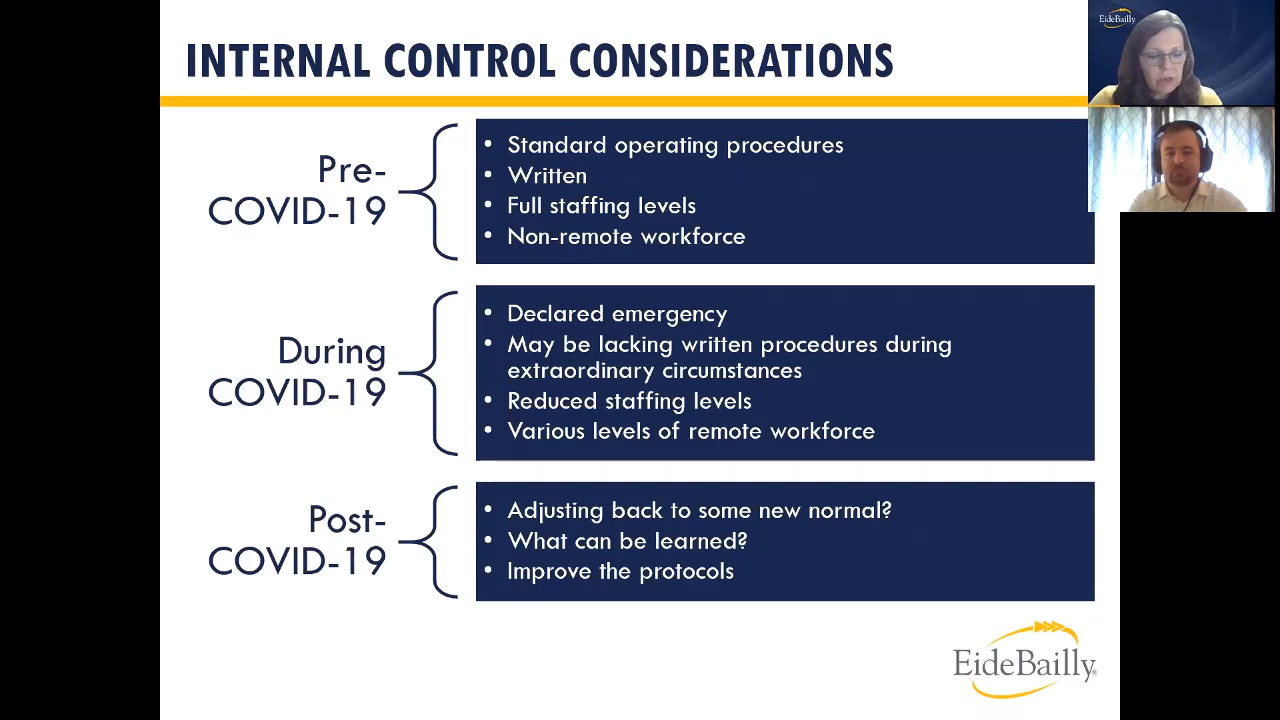 INTERNAL CONTROL CONSIDERATIONS
EideBailly
Pre-
COVID-19
• Standard operating procedures
• Written
• Full staffing levels
• Non-remote workforce
During
COVID-19
• Declared emergency
• May be lacking written procedures during
extraordinary circumstances
• Reduced staffing levels
• Various levels of remote workforce
Post-
COVID-19
• Adjusting back to some new normal?
• What can be learned?
• Improve the protocols
EideBailly®